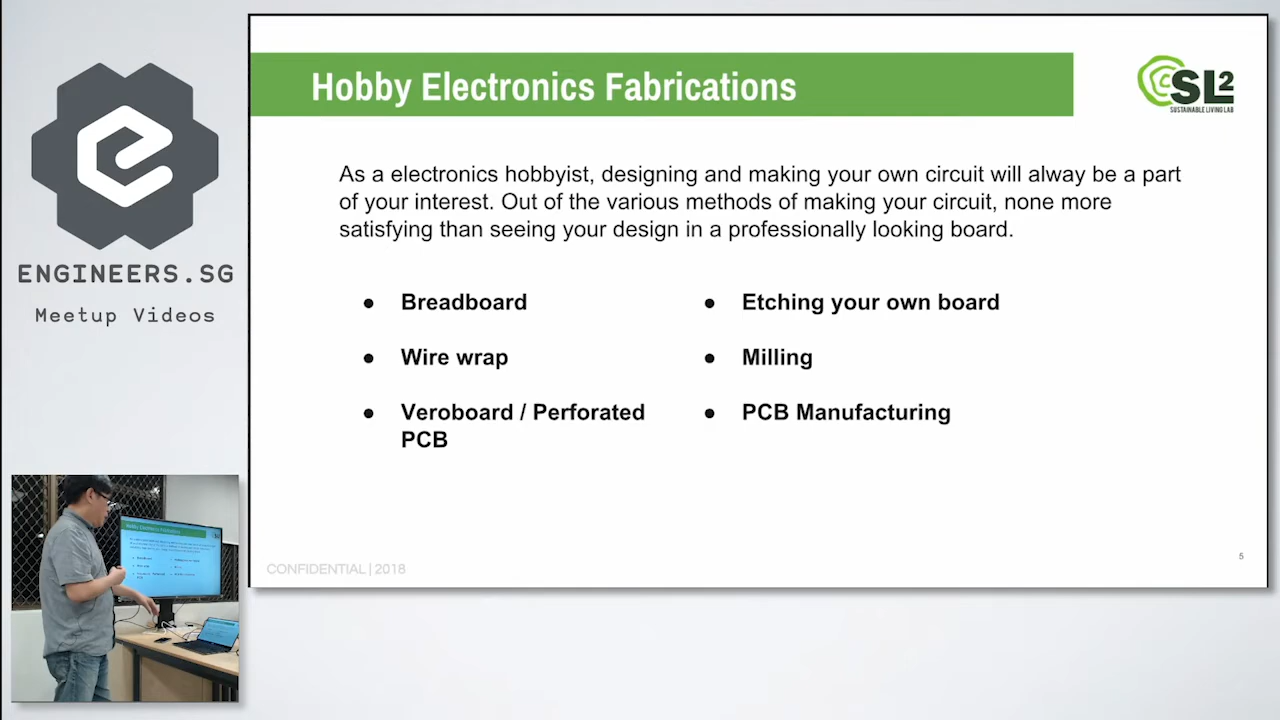 Hobby Electronics Fabrications
SL2
SUSTAINABLE LIVING LAB
As a electronics hobbyist, designing and making your own circuit will alway be a part
of your interest. Out of the various methods of making your circuit, none more
satisfying than seeing your design in a professionally looking board.
● Breadboard
● Wire wrap
● Veroboard / Perforated
PCB
● Etching your own board
● Milling
● PCB Manufacturing
CONFIDENTIAL | 2018
5
ENGINEERS.SG
Meetup Videos
Hobby Electronics Fabrications